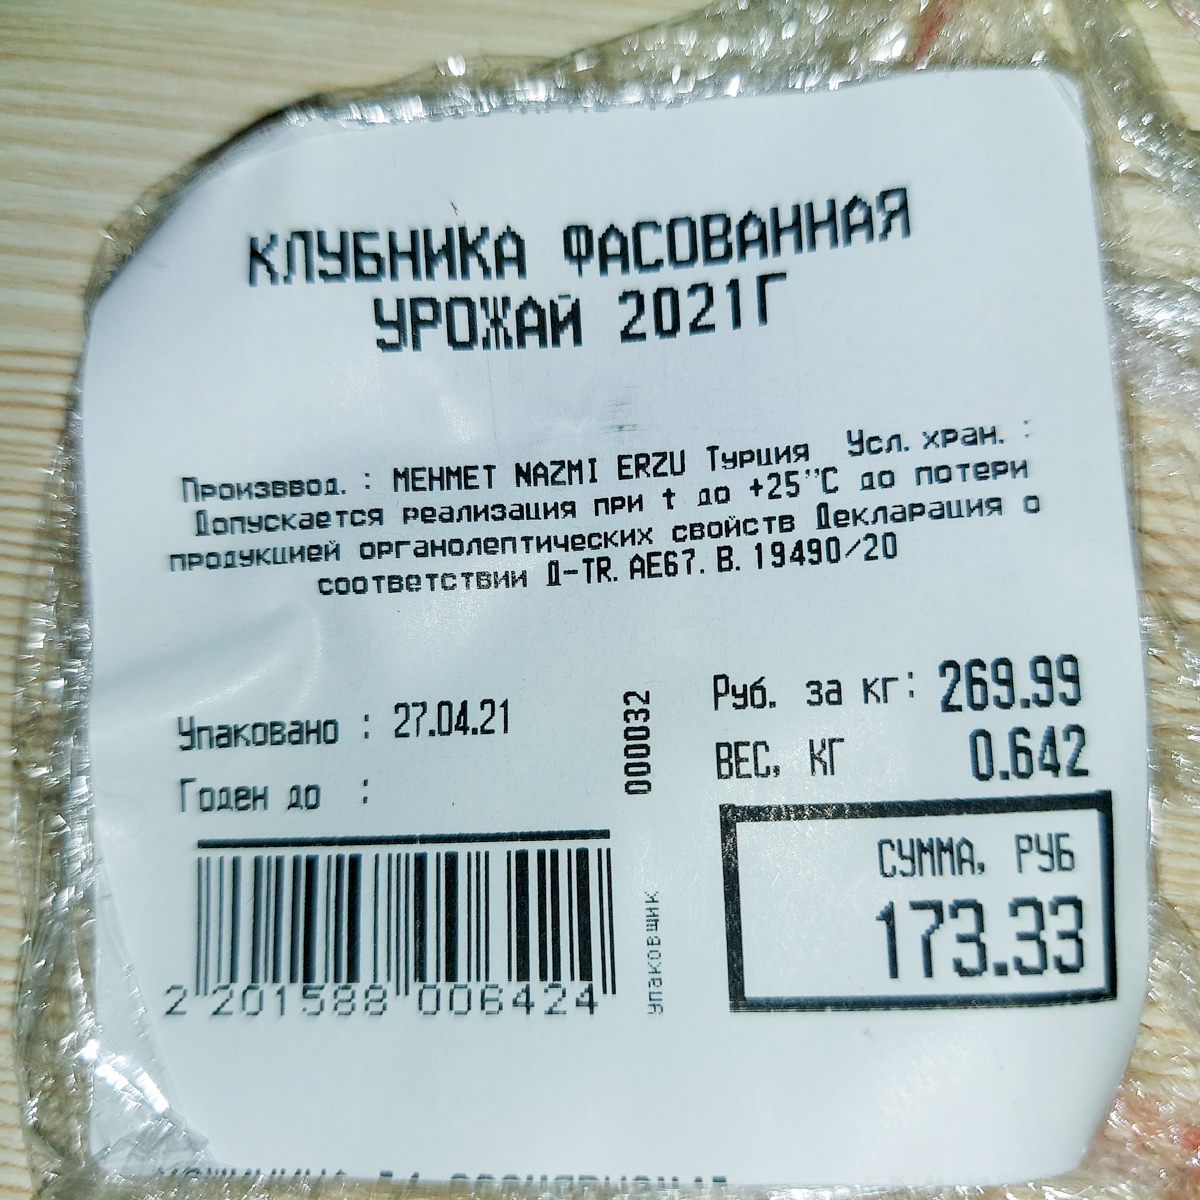 КЛУБНИКА ФАСОВАННАЯ
УРОЖАЙ 2021Г
Произввод. : MEHMET NAZMI ERZU Турция Усл. хран. :
Допускается реализация при t до +25''C до потери
продукцией органолептических свойств Декларация о
соответствии Д-TR. АЕ67. В. 19490/20
Упаковано : 27.04.21
Годен до :
000032
Руб. за кг: 269.99
ВЕС, КГ 0.642
СУММА, РУБ
173.33
2 201588 006424
упаковщик